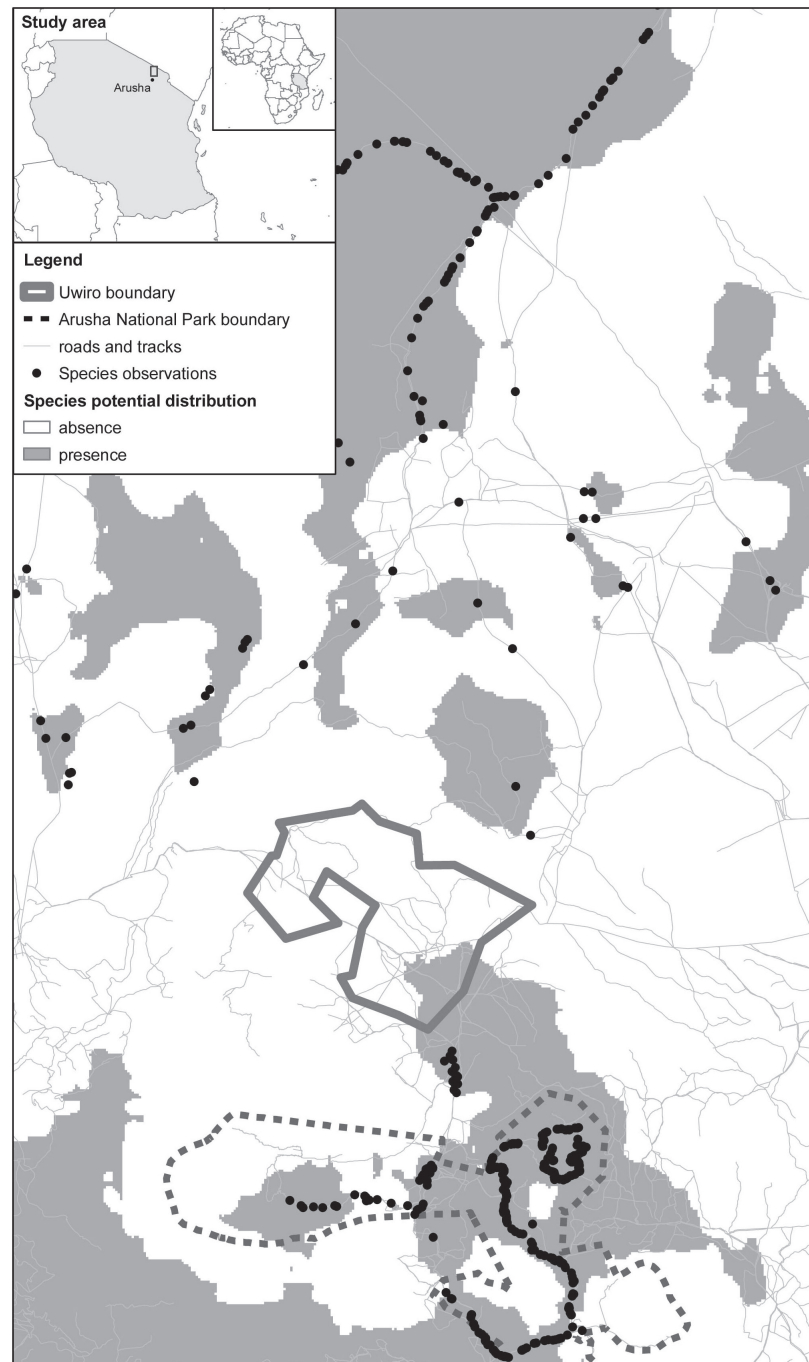 Study area
Arusha
Legend
Uwiro boundary
Arusha National Park boundary
roads and tracks
Species observations
Species potential distribution
absence
presence